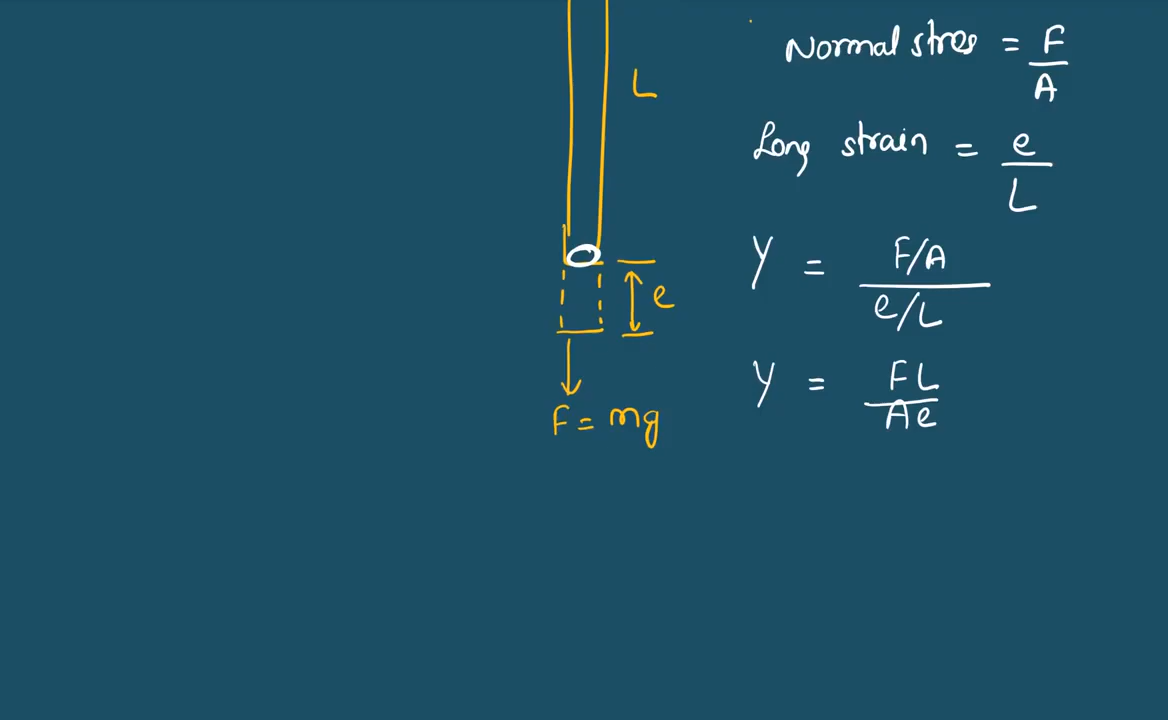 L
e
F = mg
Normal stres = F/A
Long strain = e/L
Y = F/A / e/L
Y = FL/Ae